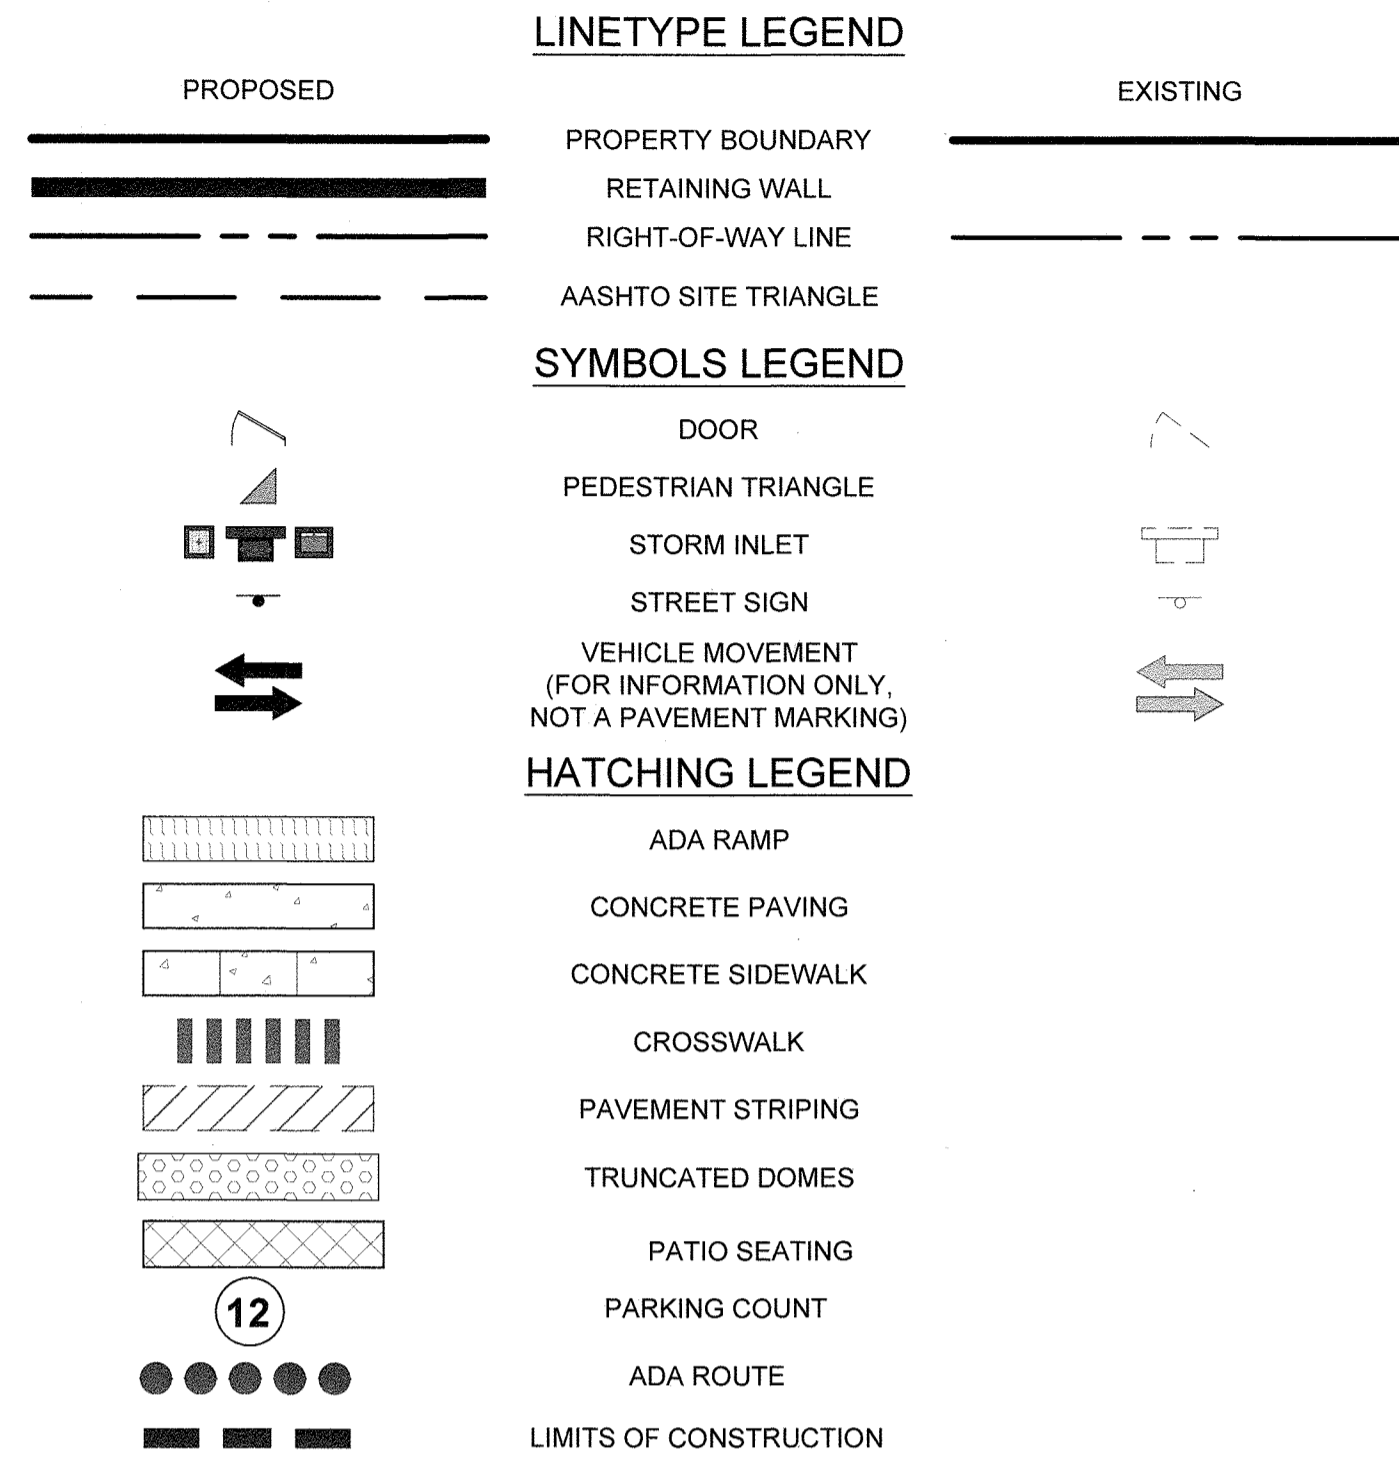 LINETYPE LEGEND
PROPOSED
EXISTING
PROPERTY BOUNDARY
RETAINING WALL
RIGHT-OF-WAY LINE
AASHTO SITE TRIANGLE
SYMBOLS LEGEND
DOOR
PEDESTRIAN TRIANGLE
STORM INLET
STREET SIGN
VEHICLE MOVEMENT
(FOR INFORMATION ONLY,
NOT A PAVEMENT MARKING)
HATCHING LEGEND
ADA RAMP
CONCRETE PAVING
CONCRETE SIDEWALK
CROSSWALK
PAVEMENT STRIPING
TRUNCATED DOMES
PATIO SEATING
12 PARKING COUNT
ADA ROUTE
LIMITS OF CONSTRUCTION